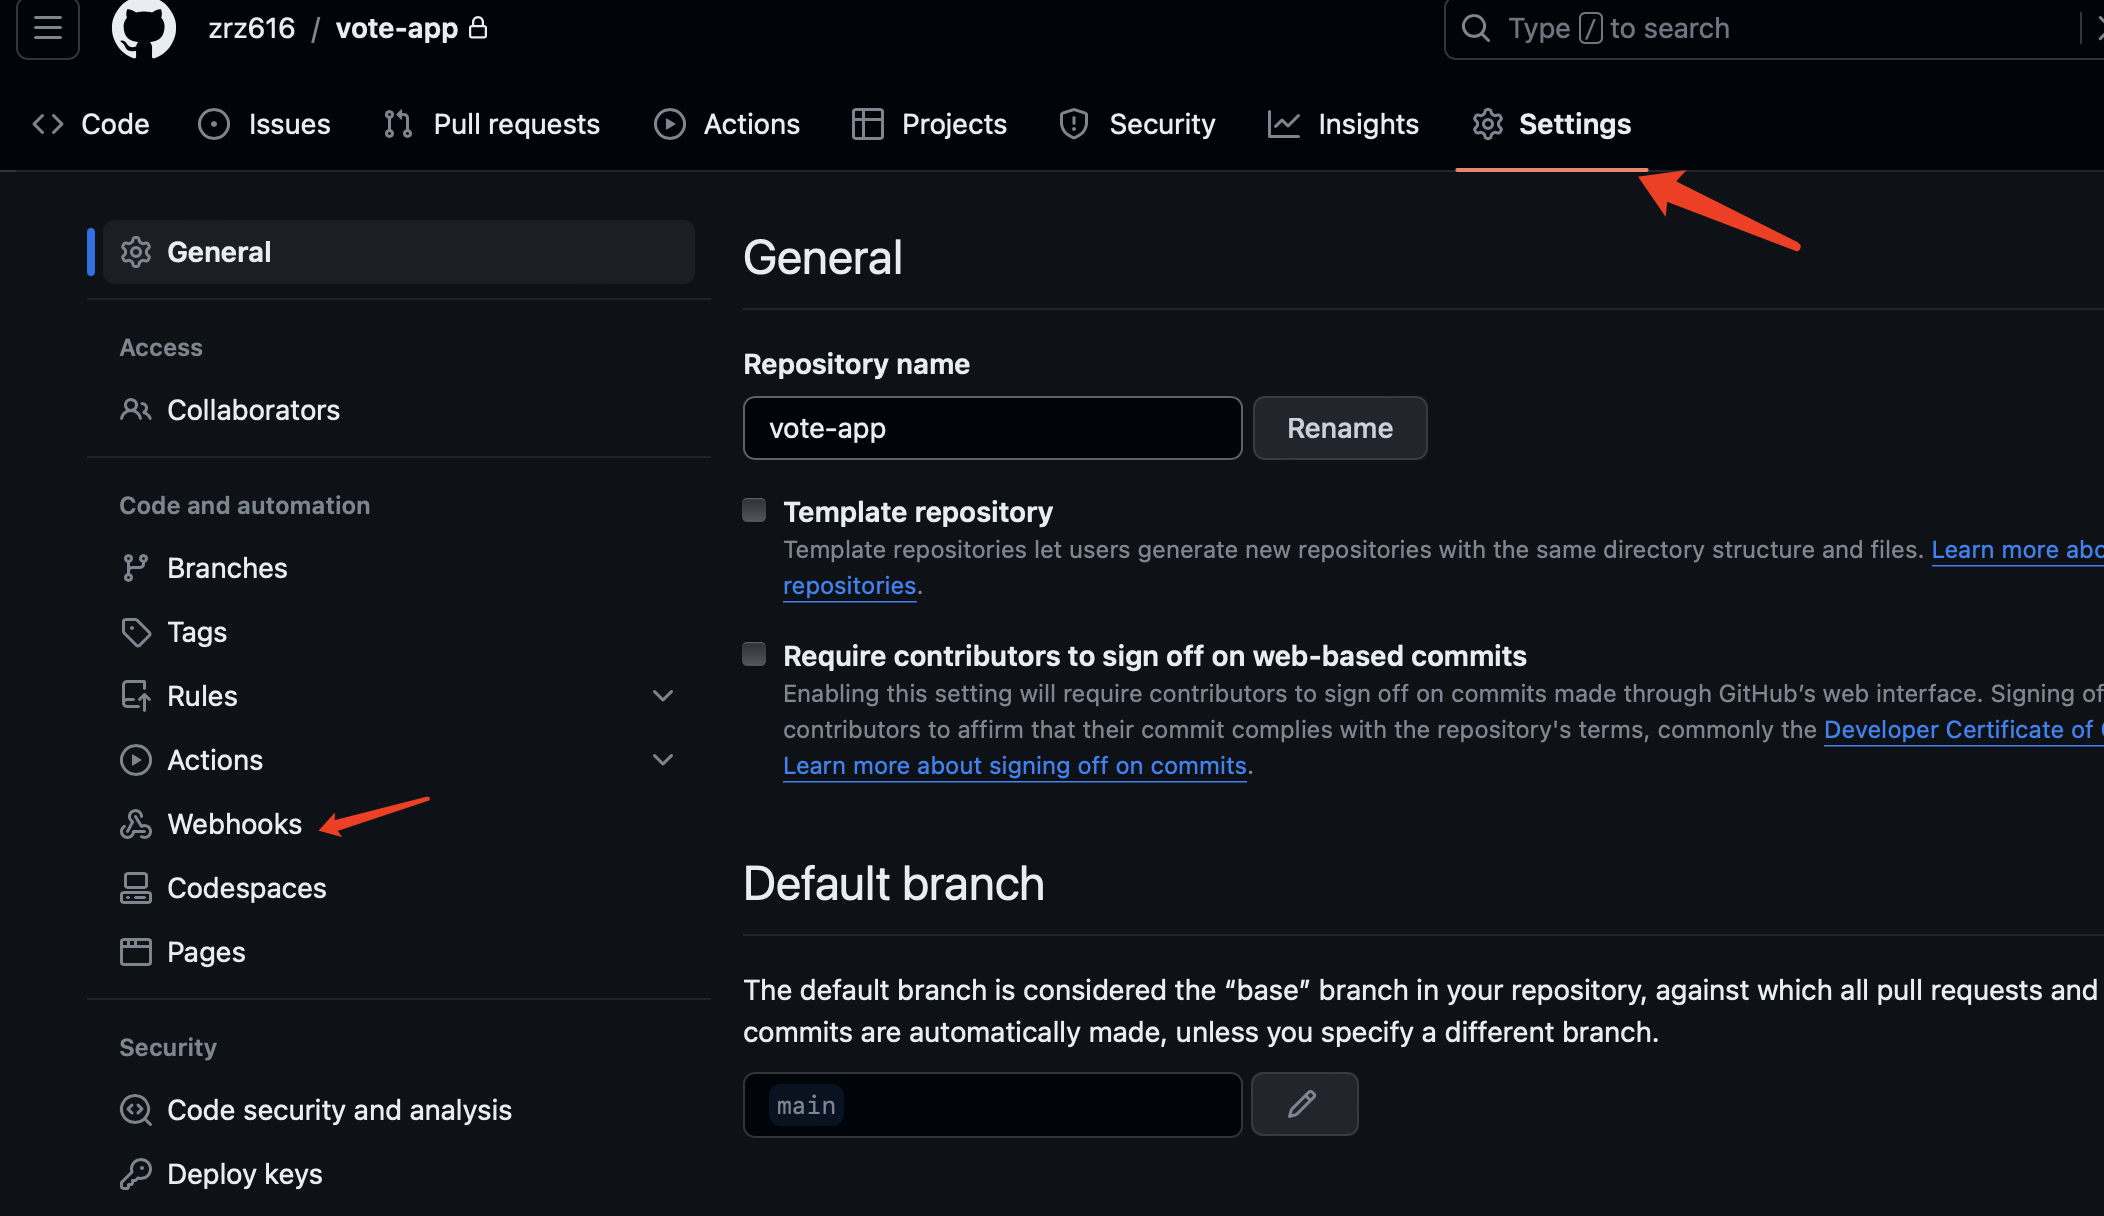 zrz616 / vote-app
Type / to search
Code Issues Pull requests Actions Projects Security Insights Settings
General
Access
Collaborators
Code and automation
Branches
Tags
Rules
Actions
Webhooks
Codespaces
Pages
Security
Code security and analysis
Deploy keys
General
Repository name
vote-app Rename
Template repository
Template repositories let users generate new repositories with the same directory structure and files. Learn more abo
repositories.
Require contributors to sign off on web-based commits
Enabling this setting will require contributors to sign off on commits made through GitHub’s web interface. Signing of
contributors to affirm that their commit complies with the repository's terms, commonly the Developer Certificate of
Learn more about signing off on commits.
Default branch
The default branch is considered the “base” branch in your repository, against which all pull requests and
commits are automatically made, unless you specify a different branch.
main